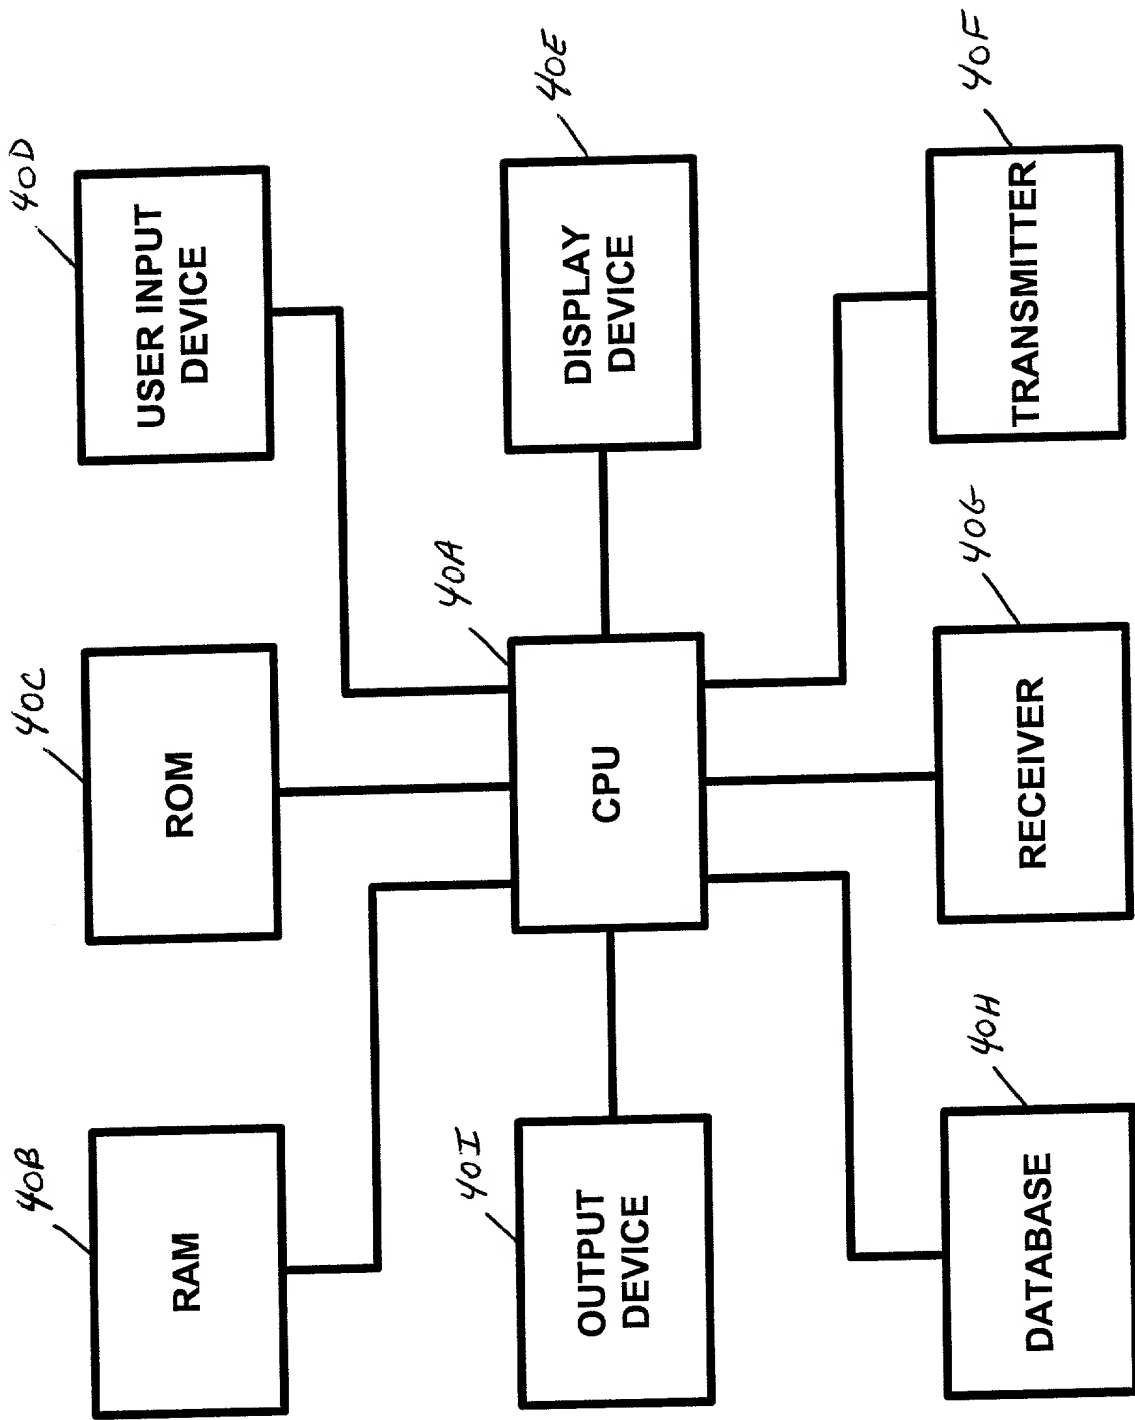 40B
40C
40D
RAM
ROM
USER INPUT
DEVICE
40I
40A
40E
OUTPUT
DEVICE
CPU
DISPLAY
DEVICE
40H
40G
40F
DATABASE
RECEIVER
TRANSMITTER